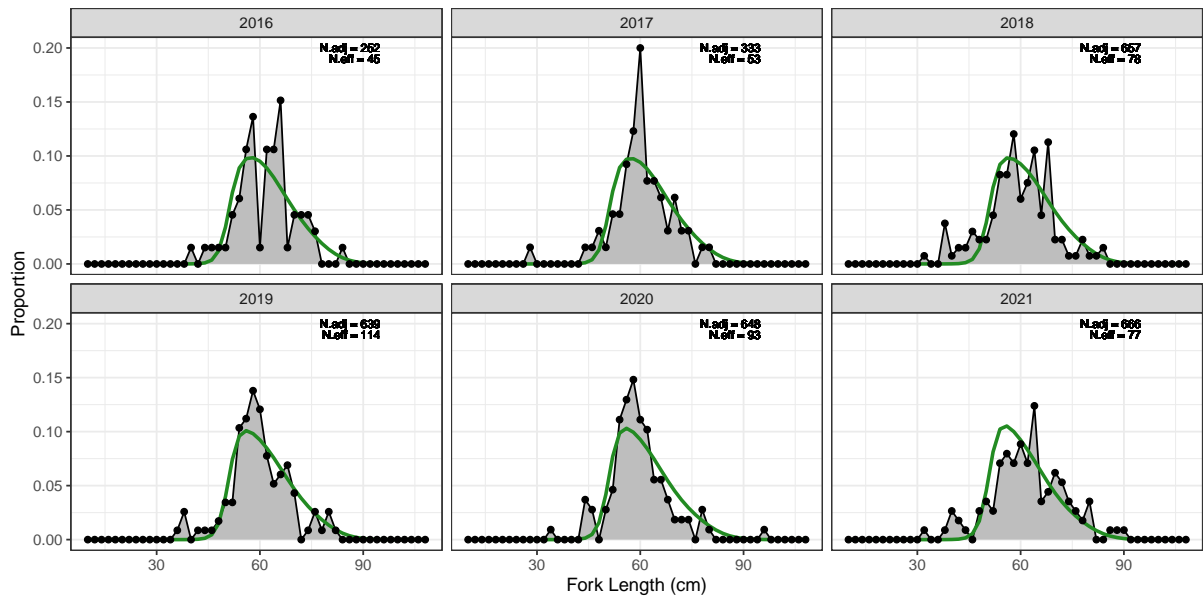 2016
2017
2018
N.adj = 252
N.eff = 45
N.adj = 333
N.eff = 53
N.adj = 657
N.eff = 78
0.20
0.15
0.10
0.05
0.00
2019
2020
2021
N.adj = 639
N.eff = 114
N.adj = 648
N.eff = 93
N.adj = 666
N.eff = 77
0.20
0.15
0.10
0.05
0.00
Proportion
30 60 90 30 60 90 30 60 90
Fork Length (cm)